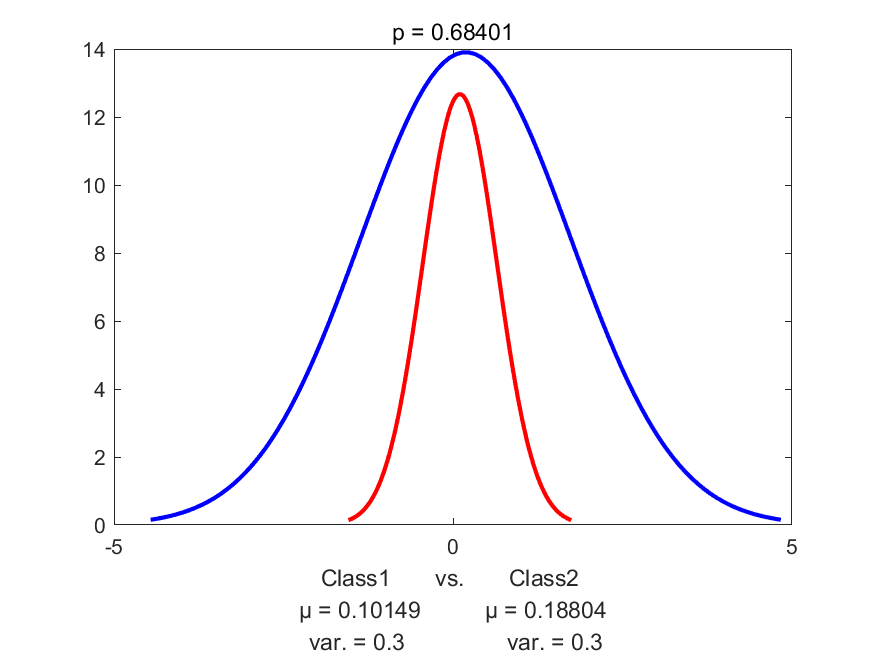 p = 0.68401
14
12
10
8
6
4
2
0
-5 0 5
Class1 vs. Class2
μ = 0.10149 μ = 0.18804
var. = 0.3 var. = 0.3